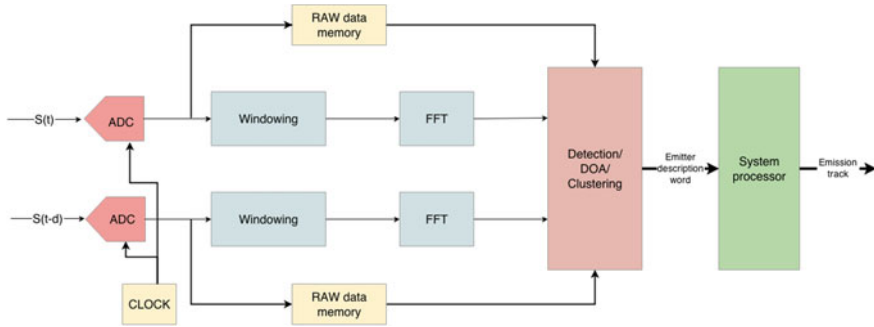 RAW data
memory
S(t)
ADC
Windowing
FFT
Detection/
DOA/
Clustering
Emitter
description
word
System
processor
Emission
track
S(t-d)
ADC
Windowing
FFT
CLOCK
RAW data
memory